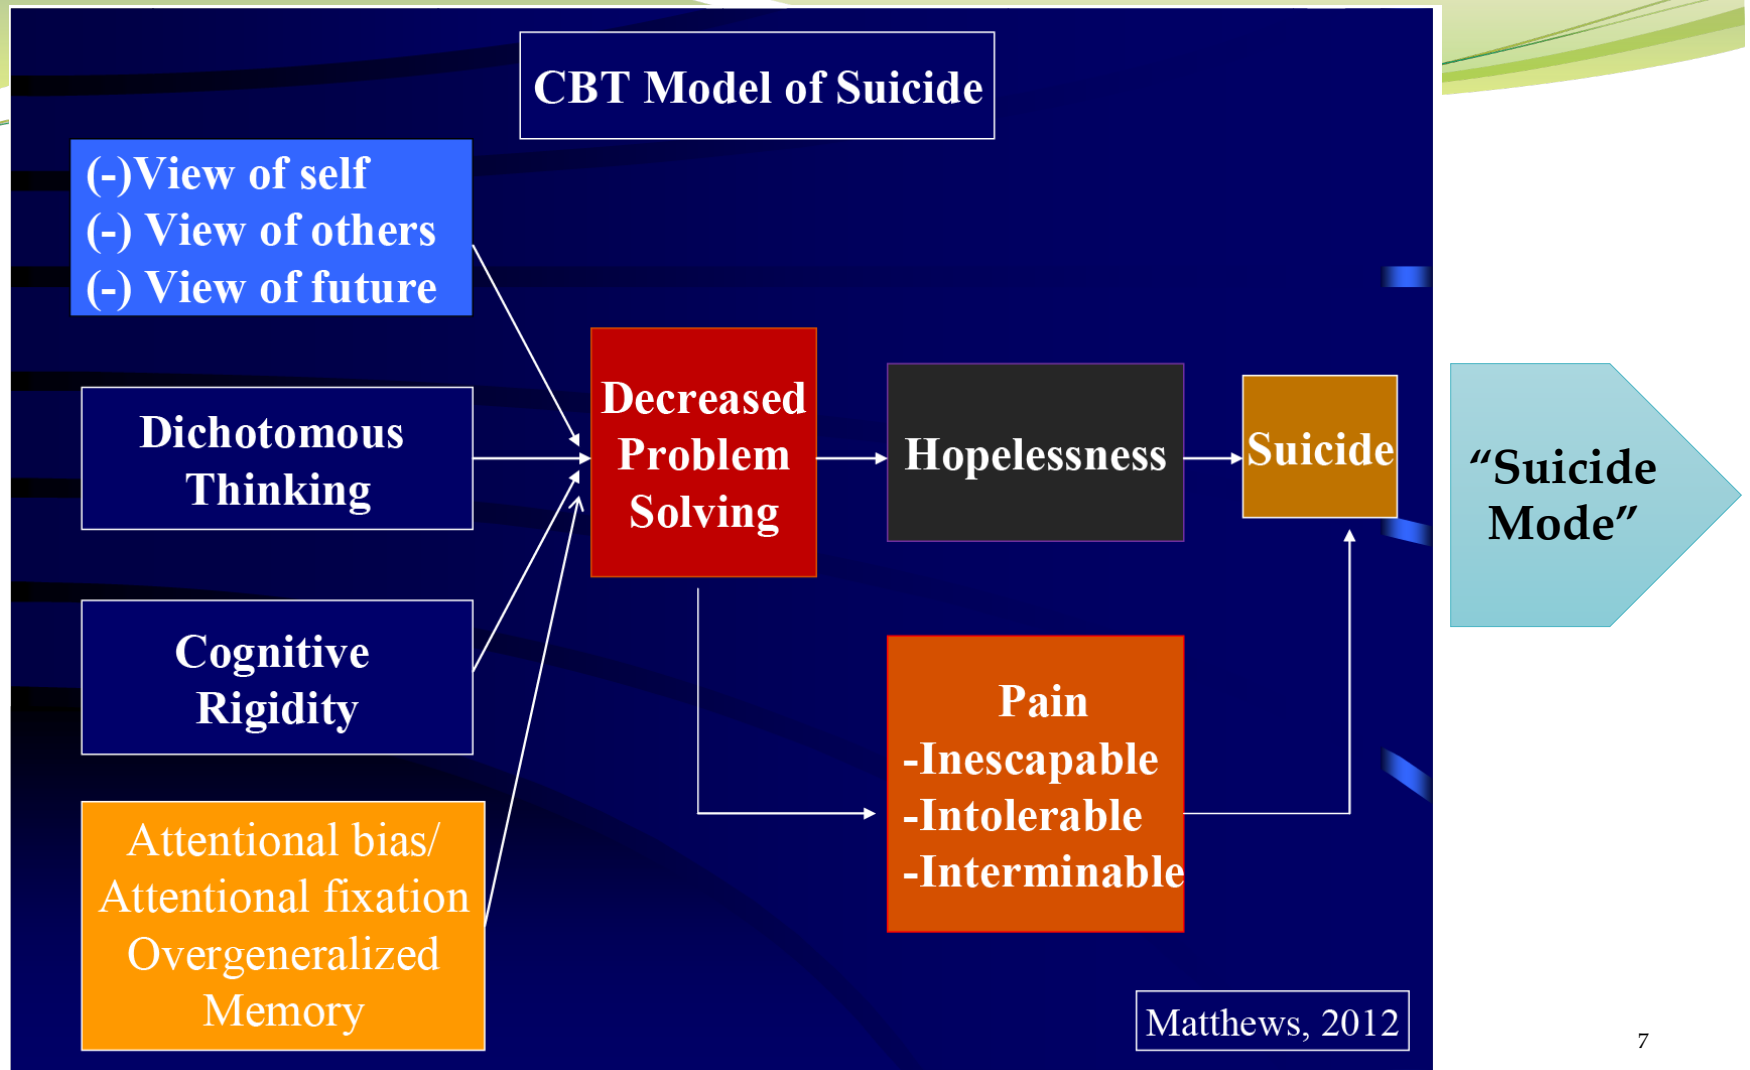 CBT Model of Suicide
(-)View of self
(-) View of others
(-) View of future
Dichotomous
Thinking
Cognitive
Rigidity
Attentional bias/
Attentional fixation
Overgeneralized
Memory
Decreased
Problem
Solving
Hopelessness
Suicide
Pain
-Inescapable
-Intolerable
-Interminable
“Suicide
Mode”
Matthews, 2012
7